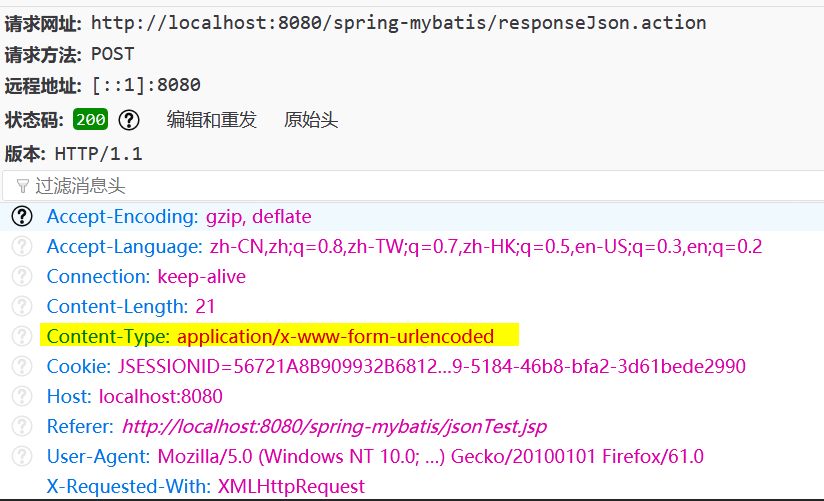 请求网址: http://localhost:8080/spring-mybatis/responseJson.action
请求方法: POST
远程地址: [::1]:8080
状态码: 200 ? 编辑和重发 原始头
版本: HTTP/1.1
过滤消息头
? Accept-Encoding: gzip, deflate
? Accept-Language: zh-CN,zh;q=0.8,zh-TW;q=0.7,zh-HK;q=0.5,en-US;q=0.3,en;q=0.2
? Connection: keep-alive
? Content-Length: 21
? Content-Type: application/x-www-form-urlencoded
? Cookie: JSESSIONID=56721A8B909932B6812…9-5184-46b8-bfa2-3d61bede2990
? Host: localhost:8080
? Referer: http://localhost:8080/spring-mybatis/jsonTest.jsp
? User-Agent: Mozilla/5.0 (Windows NT 10.0; …) Gecko/20100101 Firefox/61.0
X-Requested-With: XMLHttpRequest